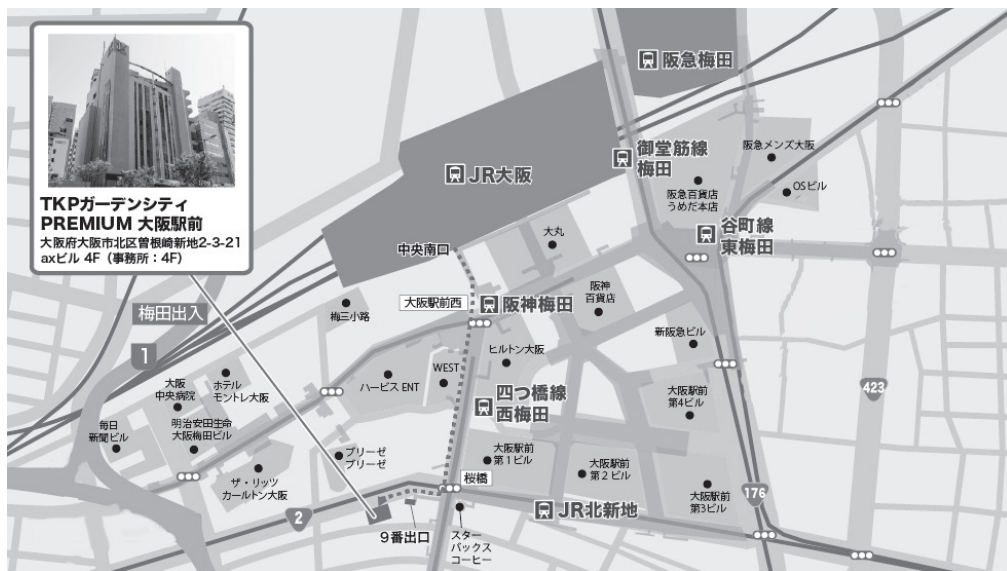 TKPガーデンシティ
PREMIUM 大阪駅前
大阪府大阪市北区曽根崎新地2-3-21
axビル 4F（事務所：4F）
阪急梅田
JR大阪
御堂筋線
梅田
阪急メンズ大阪
阪急百貨店
うめだ本店
OSビル
谷町線
東梅田
中央南口
大丸
大阪駅前西
阪神梅田
阪神
百貨店
梅田出入
1
梅三小路
新阪急ビル
ヒルトン大阪
WEST
ハービス ENT
ホテル
モントレ大阪
大阪
中央病院
四つ橋線
西梅田
大阪駅前
第4ビル
423
毎日
新聞ビル
明治安田生命
大阪梅田ビル
ブリーゼ
ブリーゼ
大阪駅前
第1ビル
大阪駅前
第2ビル
ザ・リッツ
カールトン大阪
桜橋
大阪駅前
第3ビル
176
2
9番出口
スター
バックス
コーヒー
JR北新地